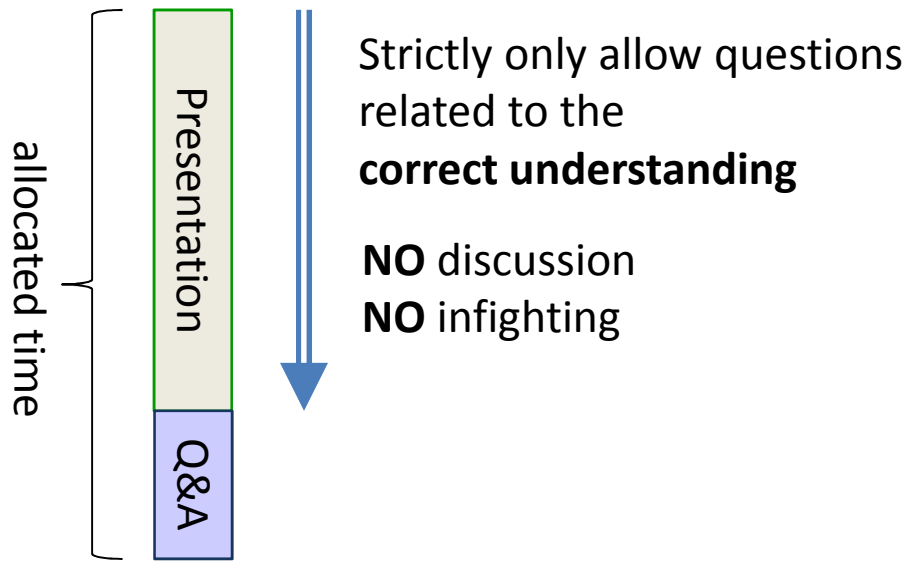 allocated time
Presentation
Q&A
Strictly only allow questions
related to the
correct understanding
NO discussion
NO infighting